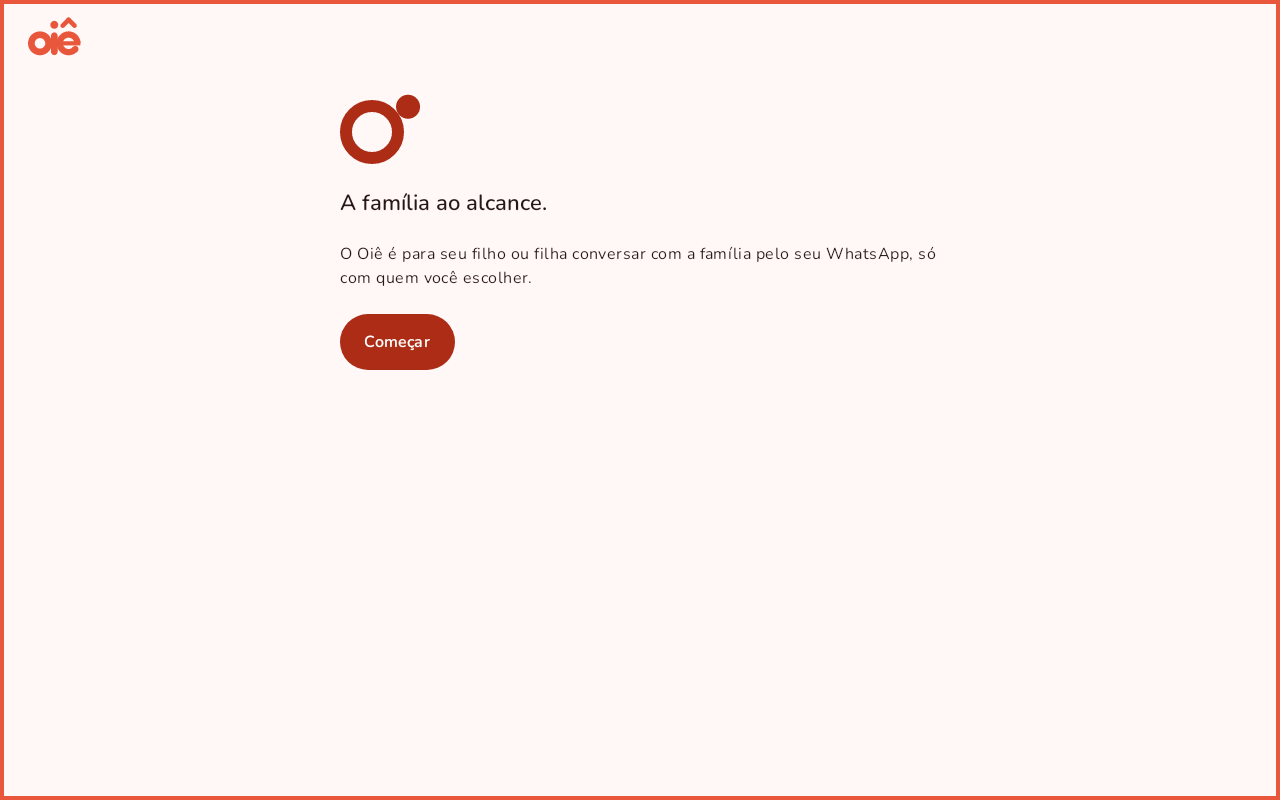 oiê
A família ao alcance.
O Oiê é para seu filho ou filha conversar com a família pelo seu WhatsApp, só
com quem você escolher.
Começar